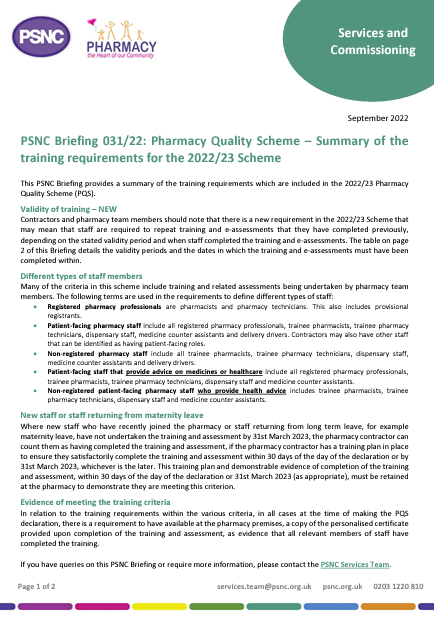 PSNC
PHARMACY
the Heart of our Community
Services and
Commissioning
September 2022
PSNC Briefing 031/22: Pharmacy Quality Scheme – Summary of the
training requirements for the 2022/23 Scheme
This PSNC Briefing provides a summary of the training requirements which are included in the 2022/23 Pharmacy
Quality Scheme (PQS).
Validity of training – NEW
Contractors and pharmacy team members should note that there is a new requirement in the 2022/23 Scheme that
may mean that staff are required to repeat training and e-assessments that they have completed previously,
depending on the stated validity period and when staff completed the training and e-assessments. The table on page
2 of this Briefing details the validity periods and the dates in which the training and e-assessments must have been
completed within.
Different types of staff members
Many of the criteria in this scheme include training and related assessments being undertaken by pharmacy team
members. The following terms are used in the requirements to define different types of staff:
• Registered pharmacy professionals are pharmacists and pharmacy technicians. This also includes provisional
registrants.
• Patient-facing pharmacy staff include all registered pharmacy professionals, trainee pharmacists, trainee pharmacy
technicians, dispensary staff, medicine counter assistants and delivery drivers. Contractors may also have other staff
that can be identified as having patient-facing roles.
• Non-registered pharmacy staff include all trainee pharmacists, trainee pharmacy technicians, dispensary staff,
medicine counter assistants and delivery drivers.
• Patient-facing staff that provide advice on medicines or healthcare include all registered pharmacy professionals,
trainee pharmacists, trainee pharmacy technicians, dispensary staff and medicine counter assistants.
• Non-registered patient-facing pharmacy staff who provide health advice includes trainee pharmacists, trainee
pharmacy technicians, dispensary staff and medicine counter assistants.
New staff or staff returning from maternity leave
Where new staff who have recently joined the pharmacy or staff returning from long term leave, for example
maternity leave, have not undertaken the training and assessment by 31st March 2023, the pharmacy contractor can
count them as having completed the training and assessment, if the pharmacy contractor has a training plan in place
to ensure they satisfactorily complete the training and assessment within 30 days of the day of the declaration or by
31st March 2023, whichever is the later. This training plan and demonstrable evidence of completion of the training
and assessment, within 30 days of the day of the declaration or by 31st March 2023 (as appropriate), must be retained
at the pharmacy to demonstrate they are meeting this criterion.
Evidence of meeting the training criteria
In relation to the training requirements within the various criteria, in all cases at the time of making the PQS
declaration, there is a requirement to have available at the pharmacy premises, a copy of the personalised certificate
provided upon completion of the training and assessment, as evidence that all relevant members of staff have
completed the training.
If you have queries on this PSNC Briefing or require more information, please contact the PSNC Services Team.
Page 1 of 2 services.team@psnc.org.uk psnc.org.uk 0203 1220 810